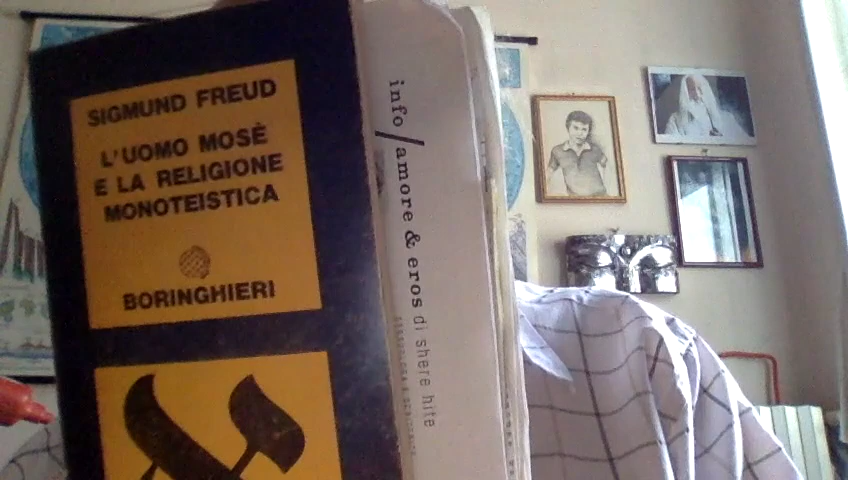 SIGMUND FREUD
L'UOMO MOSÈ
E LA RELIGIONE
MONOTEISTICA
BORINGHIERI
info/amore & eros di shere hite